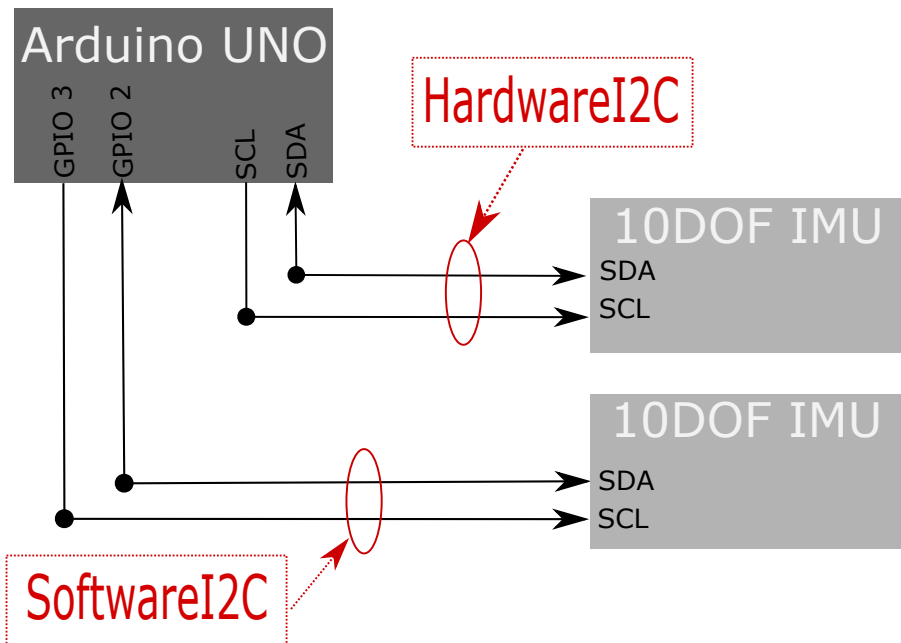 Arduino UNO
GPIO 3
GPIO 2
SCL
SDA
HardwareI2C
10DOF IMU
SDA
SCL
10DOF IMU
SDA
SCL
SoftwareI2C